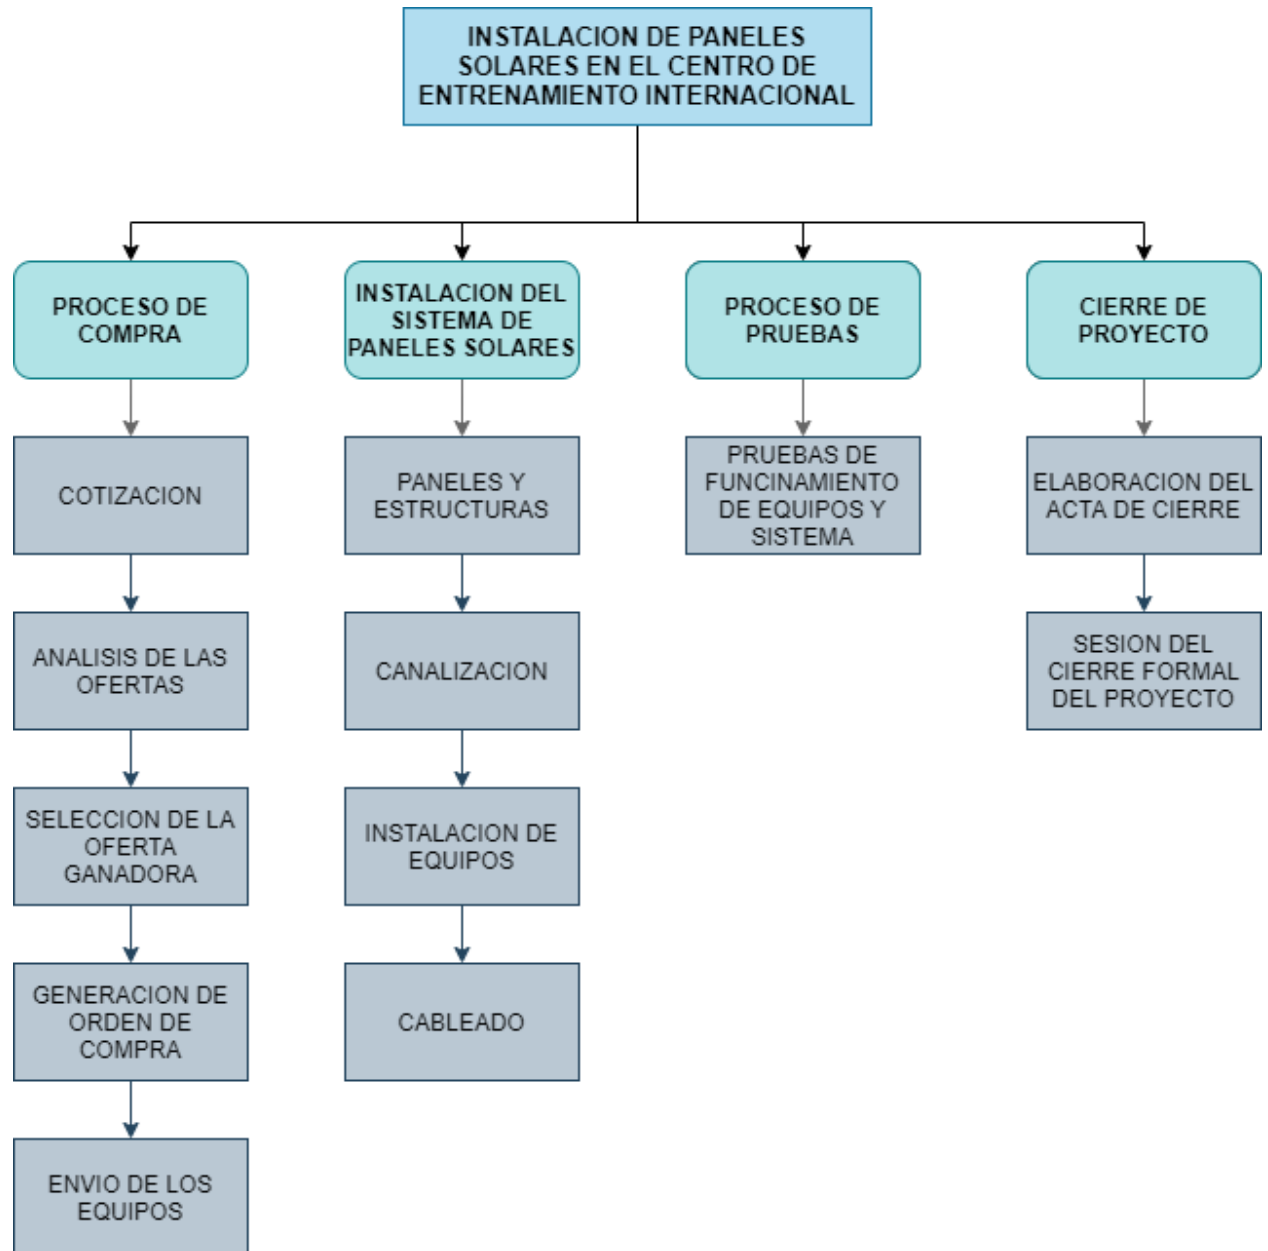 INSTALACION DE PANELES
SOLARES EN EL CENTRO DE
ENTRENAMIENTO INTERNACIONAL
PROCESO DE
COMPRA
INSTALACION DEL
SISTEMA DE
PANELES SOLARES
PROCESO DE
PRUEBAS
CIERRE DE
PROYECTO
COTIZACION
PANELES Y
ESTRUCTURAS
PRUEBAS DE
FUNCINAMIENTO
DE EQUIPOS Y
SISTEMA
ELABORACION DEL
ACTA DE CIERRE
ANALISIS DE LAS
OFERTAS
CANALIZACION
SESION DEL
CIERRE FORMAL
DEL PROYECTO
SELECCION DE LA
OFERTA
GANADORA
INSTALACION DE
EQUIPOS
GENERACION DE
ORDEN DE
COMPRA
CABLEADO
ENVIO DE LOS
EQUIPOS